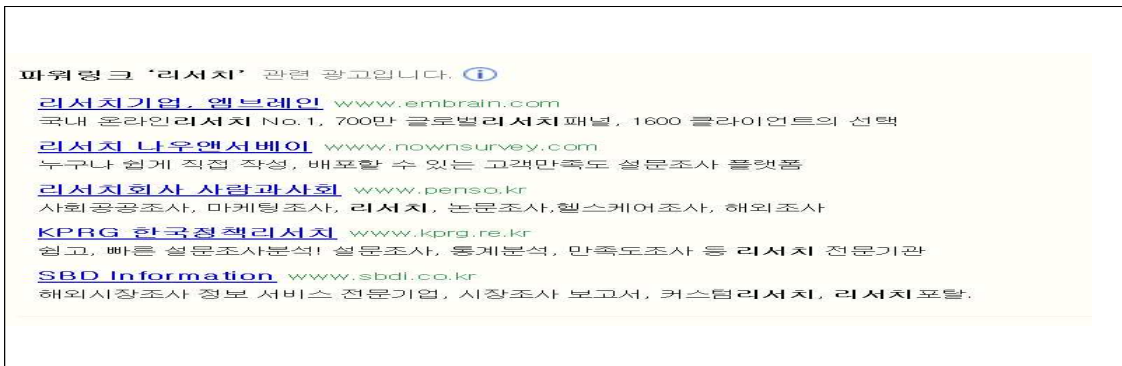 파워링크 '리서치' 관련 광고입니다. i
리서치기업, 엠브레인 www.embrain.com
국내 온라인리서치 No.1, 700만 글로벌리서치패널, 1600 클라이언트의 선택
리서치 나우앤서베이 www.nownsurvey.com
누구나 쉽게 직접 작성, 배포할 수 있는 고객만족도 설문조사 플랫폼
리서치회사 사람과사회 www.penso.kr
사회공공조사, 마케팅조사, 리서치, 논문조사,헬스케어조사, 해외조사
KPRG 한국정책리서치 www.kprg.re.kr
쉽고, 빠른 설문조사분석! 설문조사, 통계분석, 만족도조사 등 리서치 전문기관
SBD Information www.sbdi.co.kr
해외시장조사 정보 서비스 전문기업, 시장조사 보고서, 커스텀리서치, 리서치포탈.